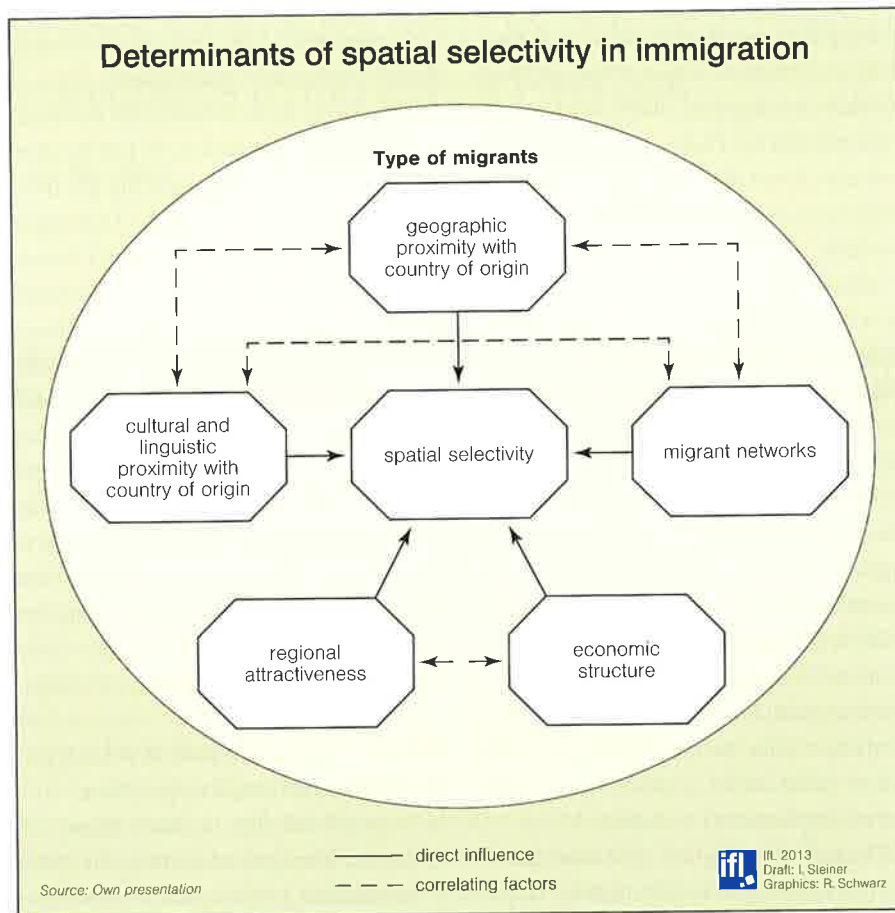 Determinants of spatial selectivity in immigration
Type of migrants
geographic
proximity with
country of origin
cultural and
linguistic
proximity with
country of origin
spatial selectivity
migrant networks
regional
attractiveness
economic
structure
direct influence
correlating factors
Source: Own presentation
ifl
IfL 2013
Draft: I. Steiner
Graphics: R. Schwarz